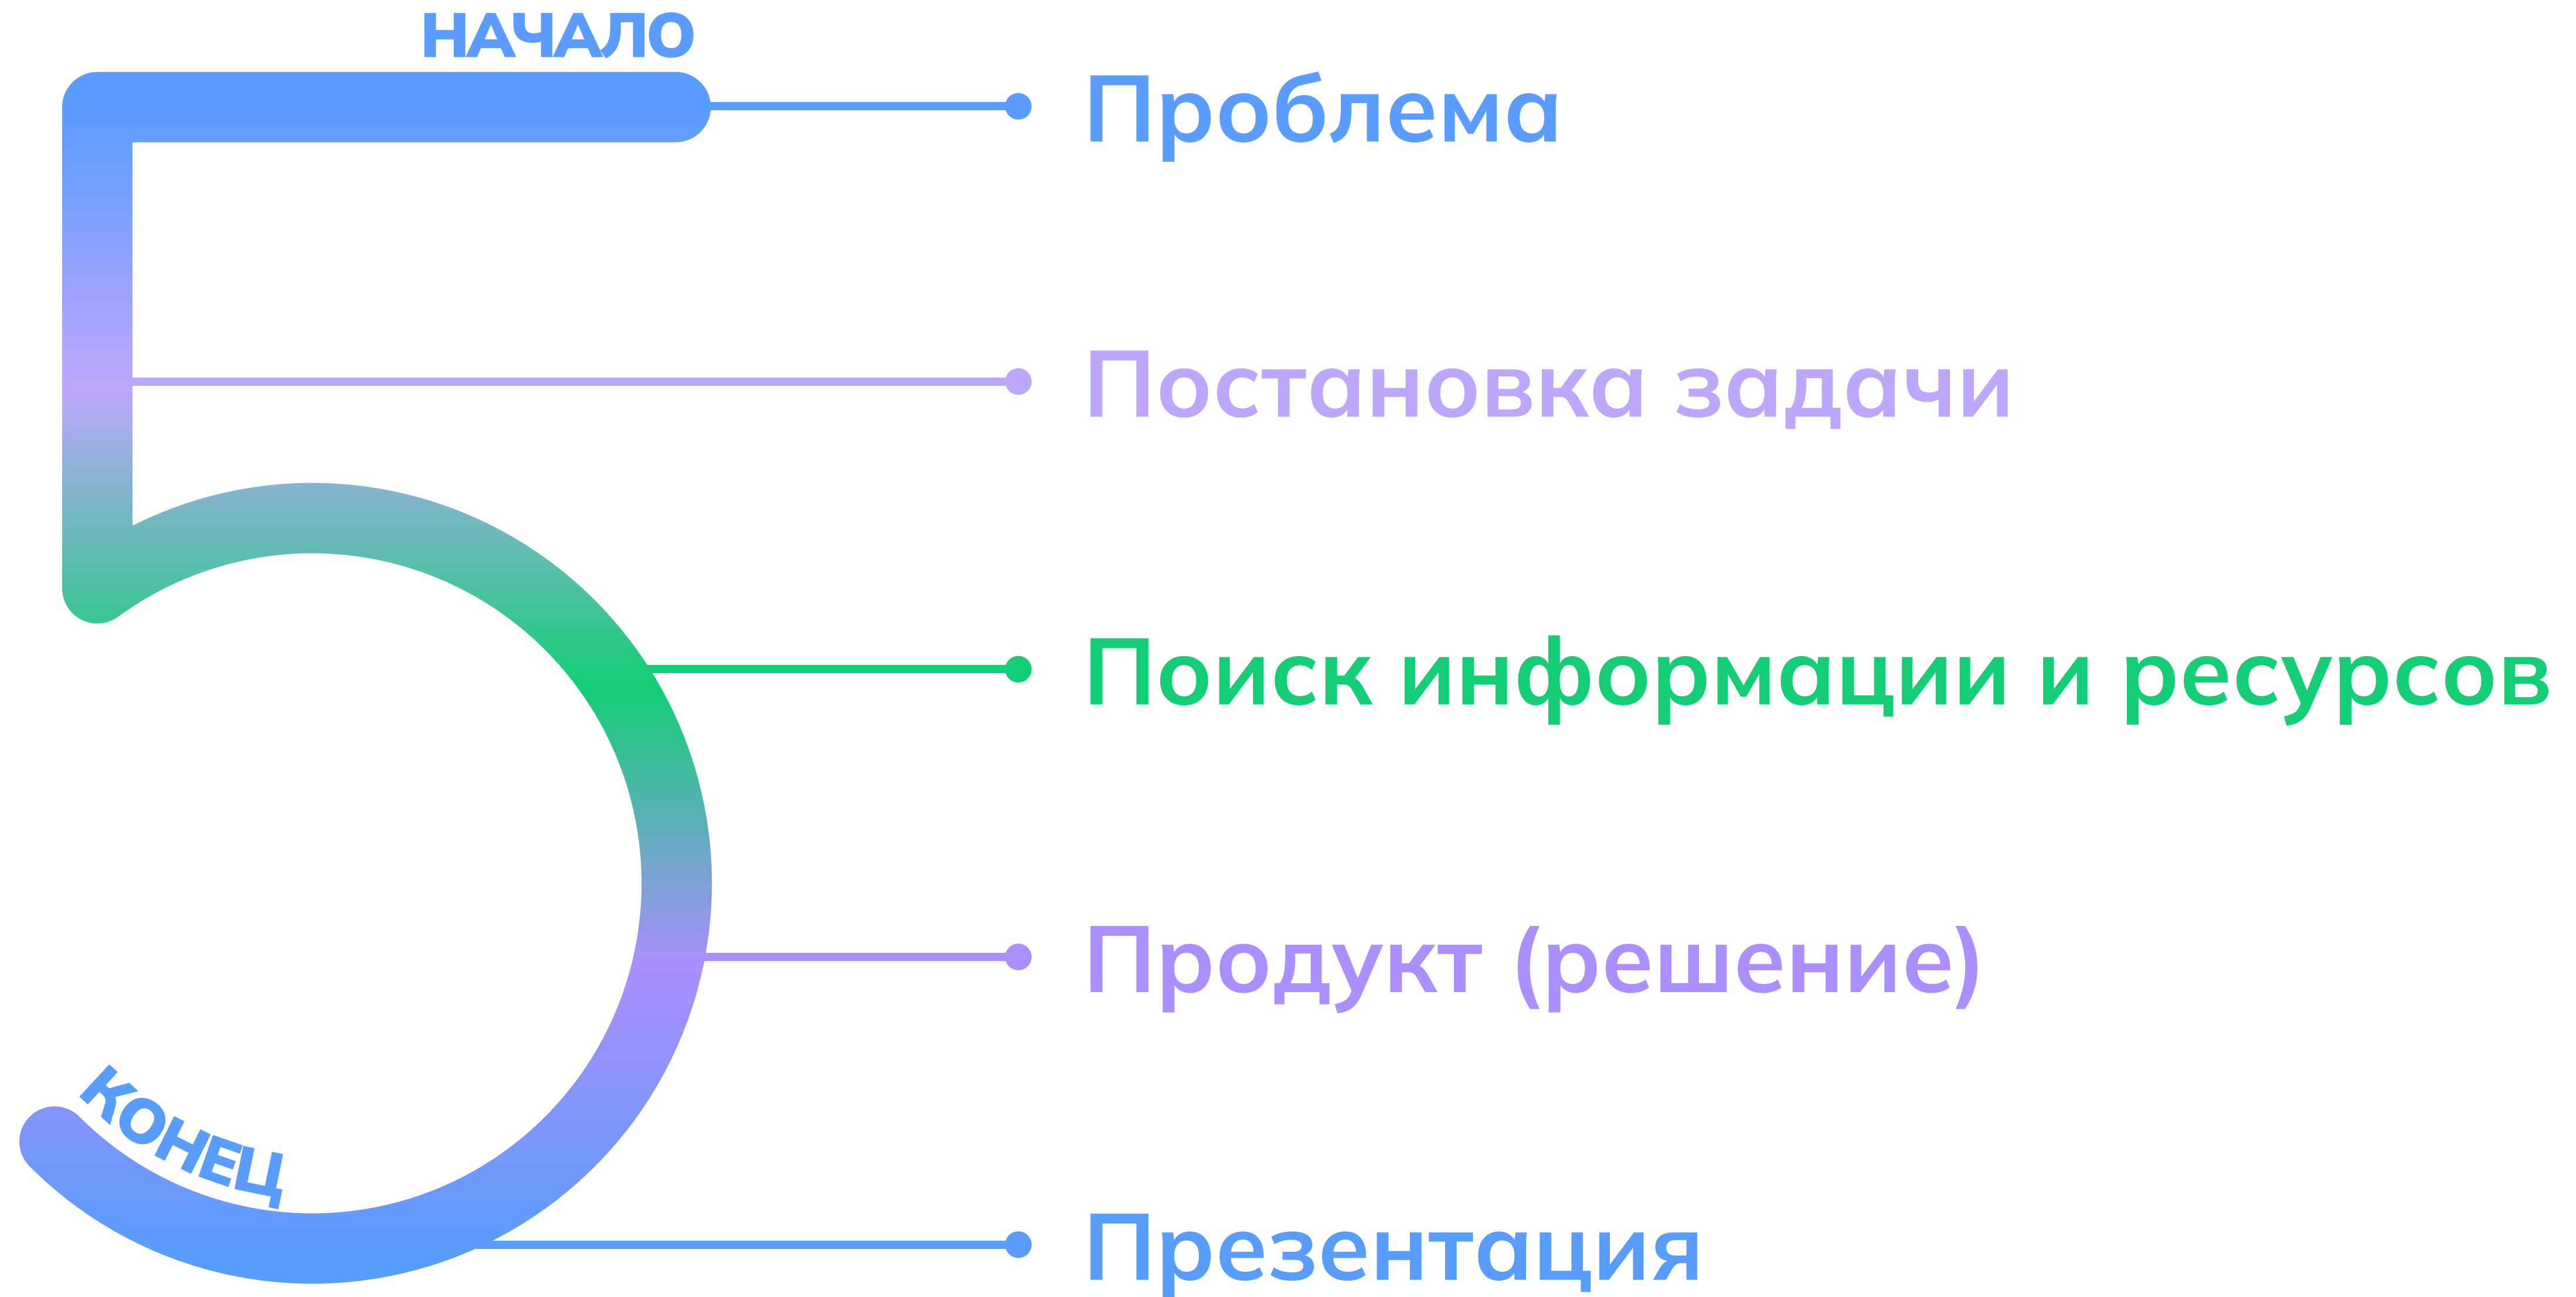 НАЧАЛО
Проблема
Постановка задачи
Поиск информации и ресурсов
Продукт (решение)
КОНЕЦ
Презентация